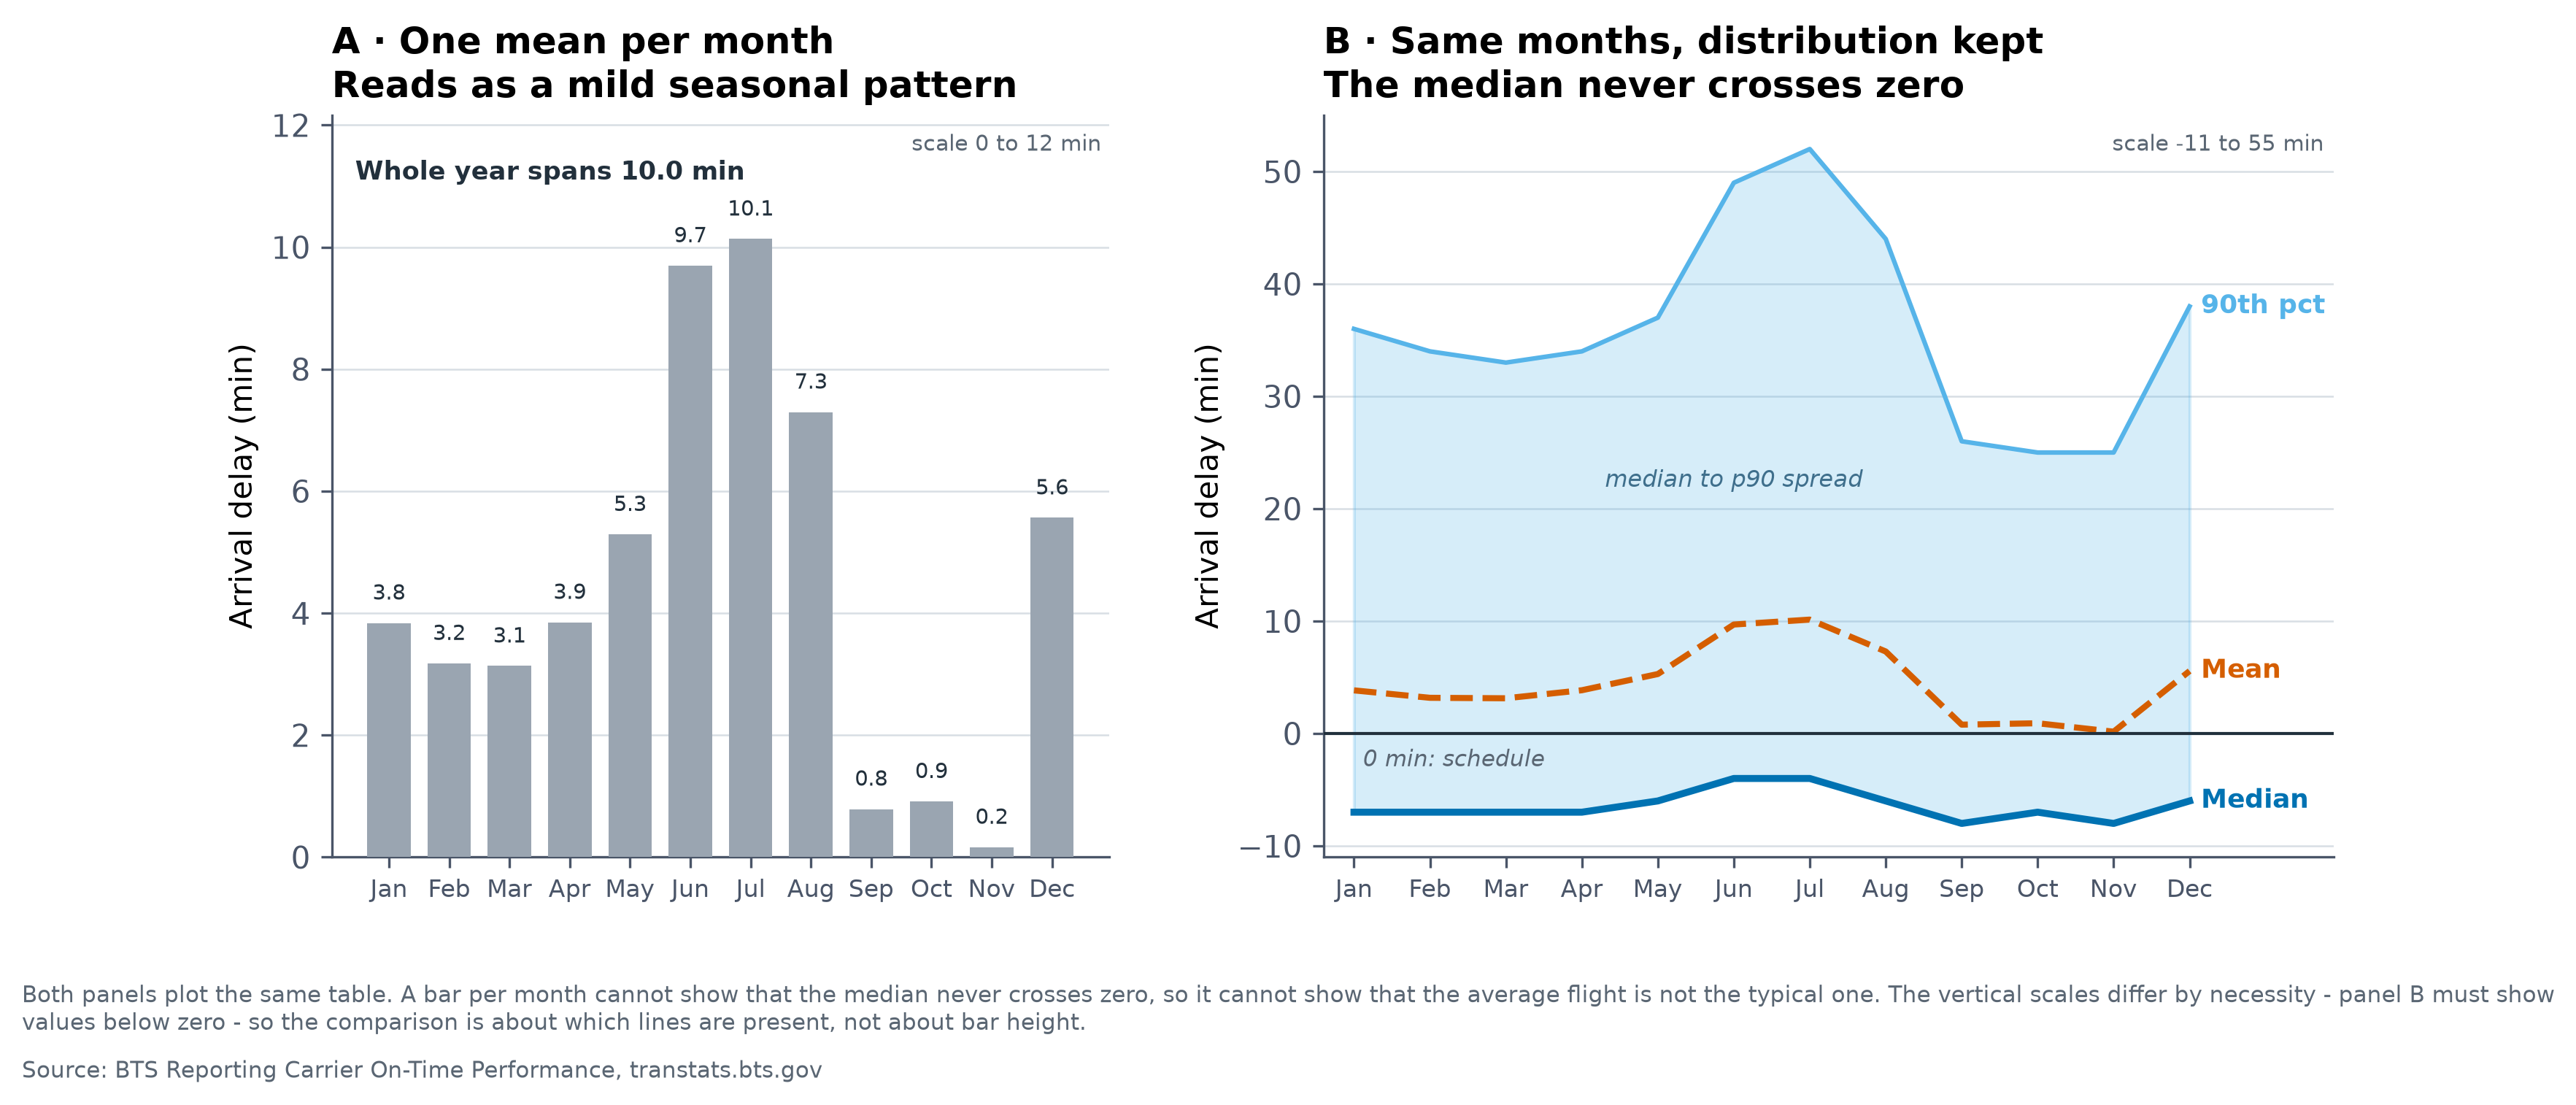 A · One mean per month
Reads as a mild seasonal pattern
12
10
8
6
4
2
0
Arrival delay (min)
scale 0 to 12 min
Whole year spans 10.0 min
3.8
3.2
3.1
3.9
5.3
9.7
10.1
7.3
0.8
0.9
0.2
5.6
Jan Feb Mar Apr May Jun Jul Aug Sep Oct Nov Dec
B · Same months, distribution kept
The median never crosses zero
50
40
30
20
10
0
−10
Arrival delay (min)
scale -11 to 55 min
90th pct
median to p90 spread
Mean
0 min: schedule
Median
Jan Feb Mar Apr May Jun Jul Aug Sep Oct Nov Dec
Both panels plot the same table. A bar per month cannot show that the median never crosses zero, so it cannot show that the average flight is not the typical one. The vertical scales differ by necessity - panel B must show
values below zero - so the comparison is about which lines are present, not about bar height.
Source: BTS Reporting Carrier On-Time Performance, transtats.bts.gov